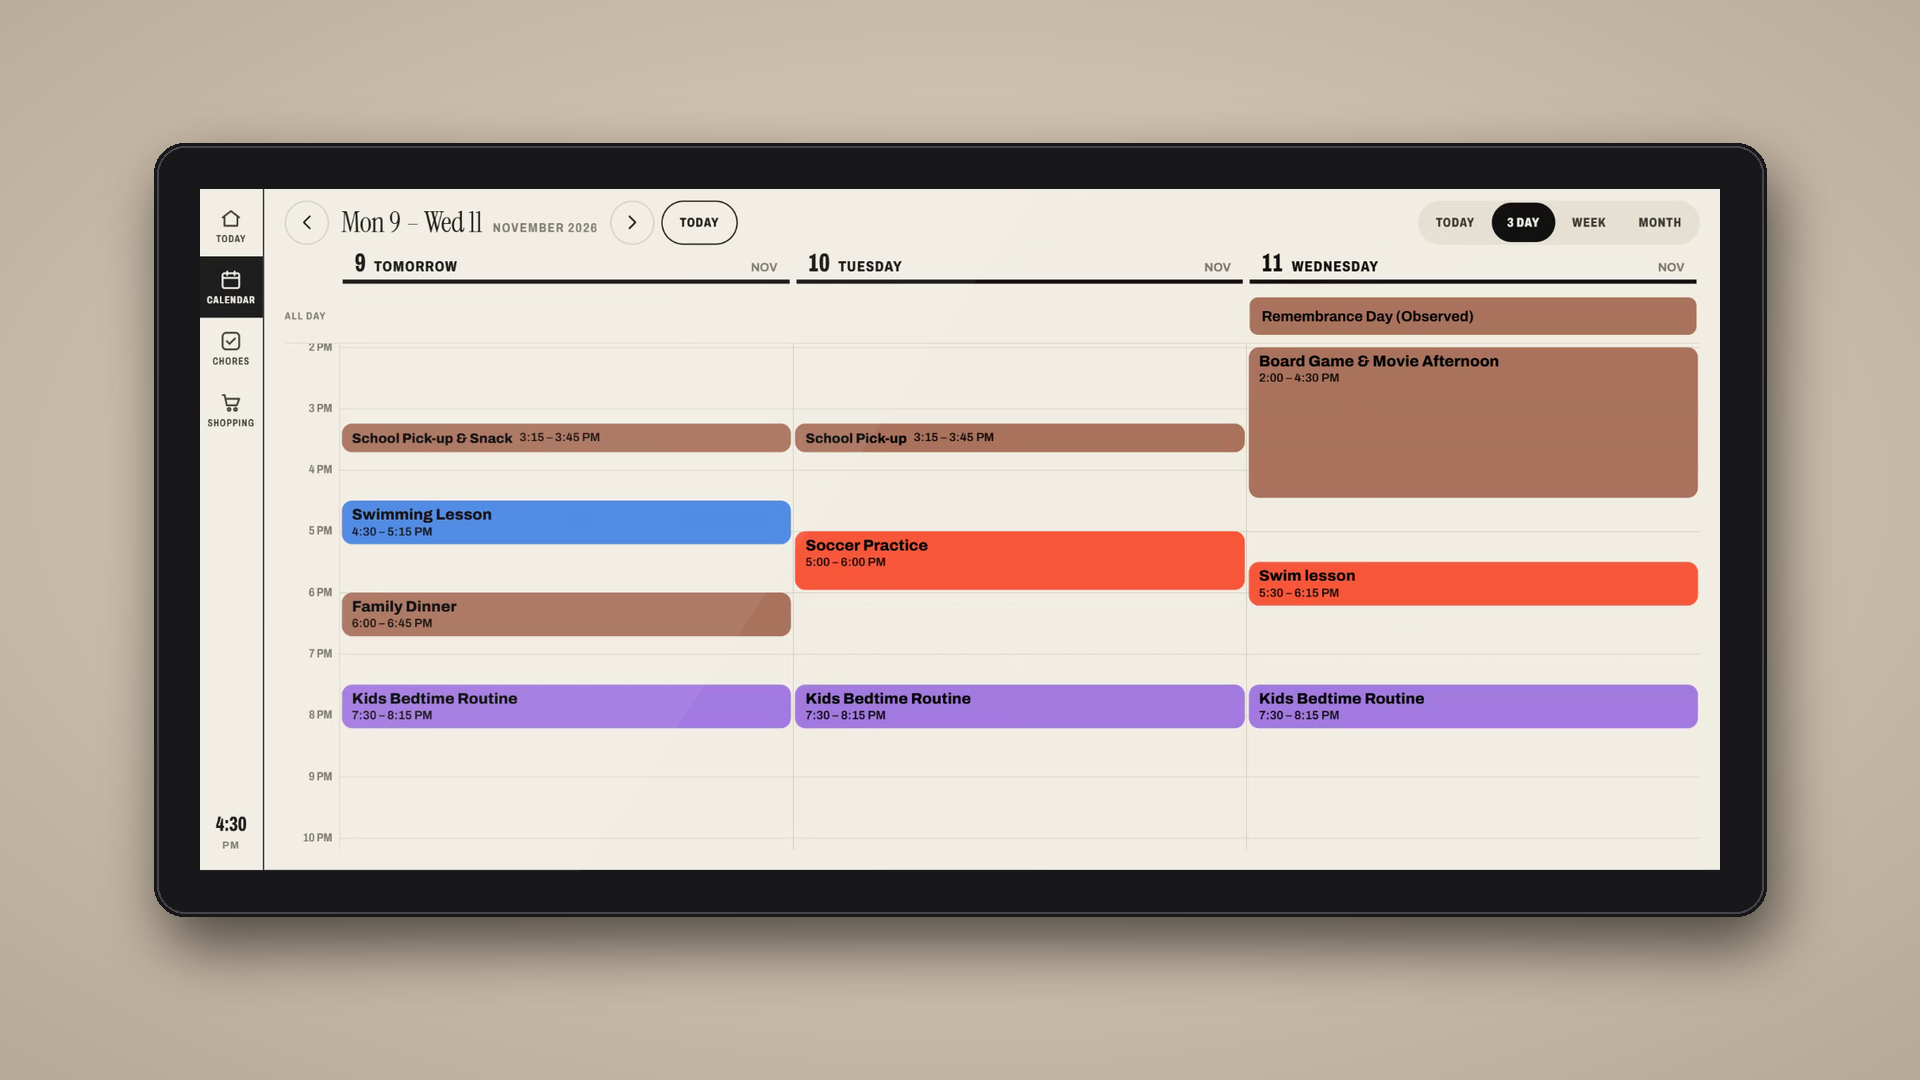 TODAY
CALENDAR
CHORES
SHOPPING
4:30
PM
Mon 9 – Wed 11 NOVEMBER 2026
TODAY
TODAY 3 DAY WEEK MONTH
9 TOMORROW NOV
10 TUESDAY NOV
11 WEDNESDAY NOV
ALL DAY
Remembrance Day (Observed)
2 PM
3 PM
4 PM
5 PM
6 PM
7 PM
8 PM
9 PM
10 PM
School Pick-up & Snack 3:15 – 3:45 PM
Swimming Lesson
4:30 – 5:15 PM
Family Dinner
6:00 – 6:45 PM
Kids Bedtime Routine
7:30 – 8:15 PM
School Pick-up 3:15 – 3:45 PM
Soccer Practice
5:00 – 6:00 PM
Kids Bedtime Routine
7:30 – 8:15 PM
Board Game & Movie Afternoon
2:00 – 4:30 PM
Swim lesson
5:30 – 6:15 PM
Kids Bedtime Routine
7:30 – 8:15 PM